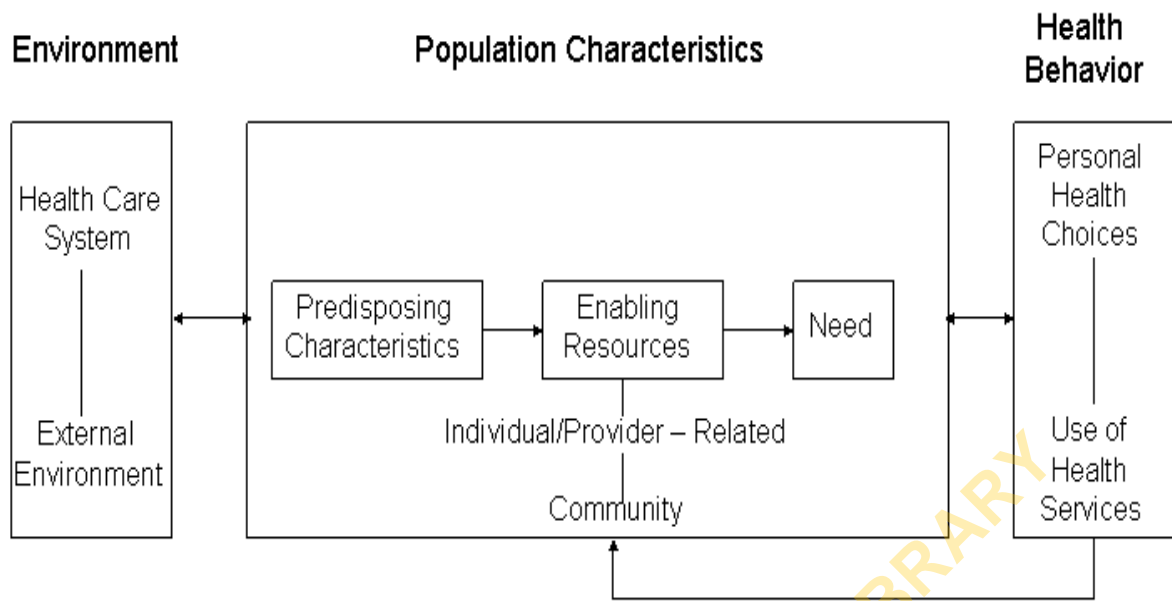 Environment
Population Characteristics
Health
Behavior
Health Care
System
External
Environment
Predisposing
Characteristics
Enabling
Resources
Need
Individual/Provider – Related
Community
Personal
Health
Choices
Use of
Health
Services
BRARY